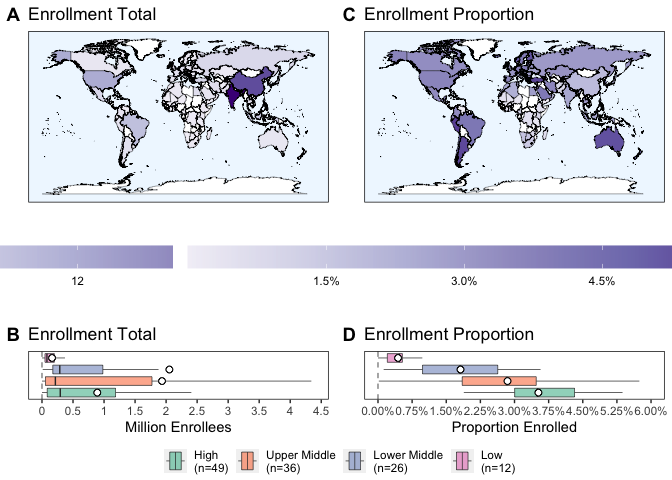 A Enrollment Total
C Enrollment Proportion
12
1.5% 3.0% 4.5%
B Enrollment Total
D Enrollment Proportion
0 0.5 1 1.5 2 2.5 3 3.5 4 4.5
Million Enrollees
0.00% 0.75% 1.50% 2.25% 3.00% 3.75% 4.50% 5.25% 6.00%
Proportion Enrolled
High
(n=49)
Upper Middle
(n=36)
Lower Middle
(n=26)
Low
(n=12)